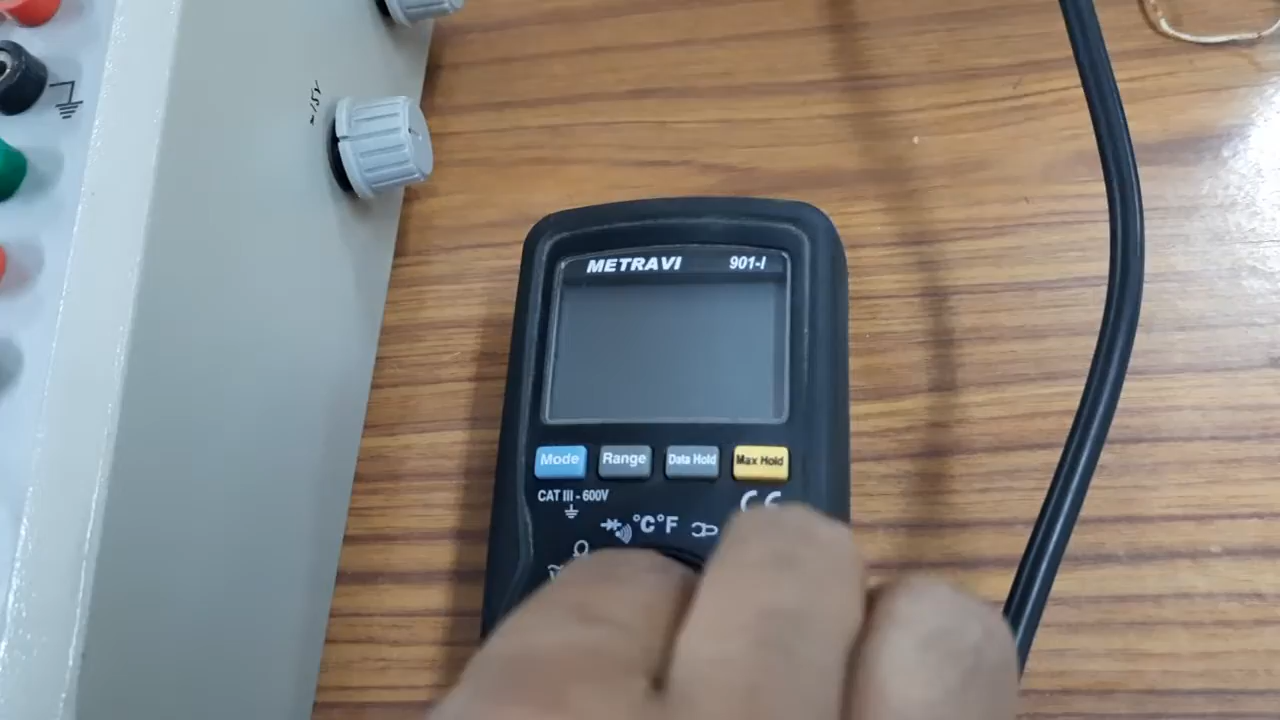 METRAVI 901-I
Mode Range Data Hold Max Hold
CAT III - 600V
CE
°C°F
Ω